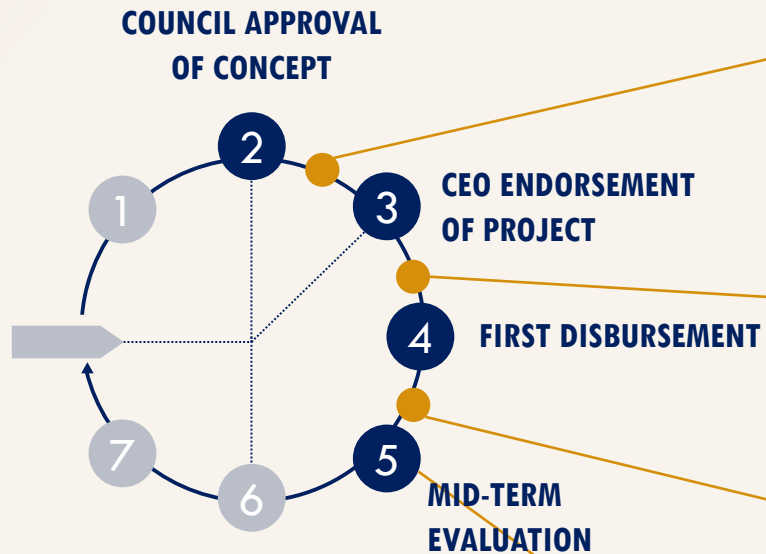 COUNCIL APPROVAL
OF CONCEPT
2
1
3
CEO ENDORSEMENT
OF PROJECT
4
FIRST DISBURSEMENT
7
5
6
MID-TERM
EVALUATION